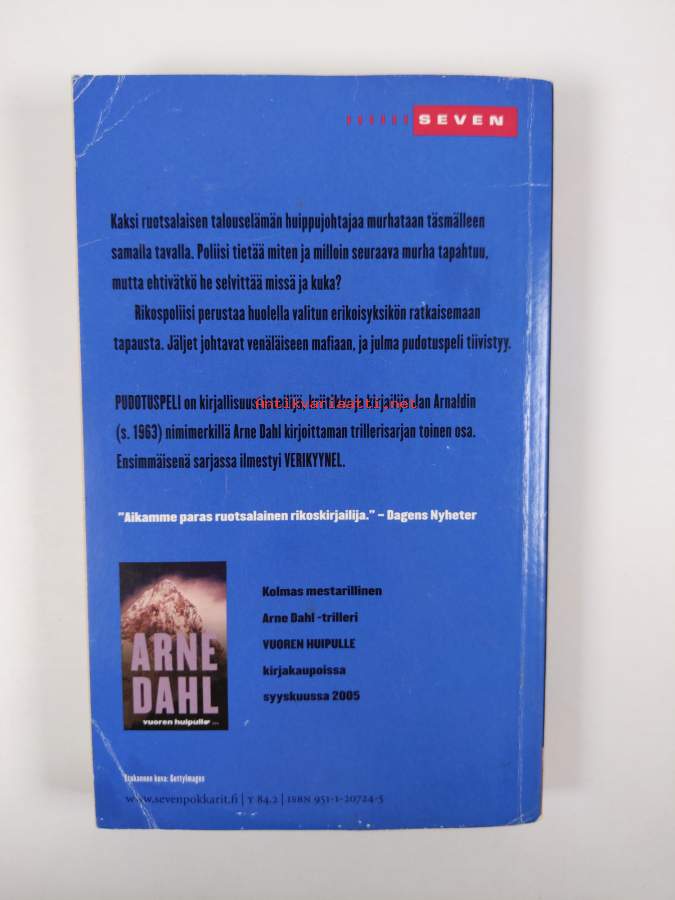 SEVEN
Kaksi ruotsalaisen talouselämän huippujohtajaa murhataan täsmälleen
samalla tavalla. Poliisi tietää miten ja milloin seuraava murha tapahtuu,
mutta ehtivätkö he selvittää missä ja kuka?
Rikospoliisi perustaa huolella valitun erikoisyksikön ratkaisemaan
tapausta. Jäljet johtavat venäläiseen mafiaan, ja julma pudotuspeli tiivistyy.
PUDOTUSPELI on kirjallisuustieteilijä, kriitikko ja kirjailija Jan Arnaldin
Antikvariaatti.net
(s. 1963) nimimerkillä Arne Dahl kirjoittaman trillerisarjan toinen osa.
Ensimmäisenä sarjassa ilmestyi VERIKYYNEL.
"Aikamme paras ruotsalainen rikoskirjailija." – Dagens Nyheter
Kolmas mestarillinen
Arne Dahl -trilleri
VUOREN HUIPULLE
kirjakaupoissa
syyskuussa 2005
ARNE
DAHL
vuoren huipulle
Etukannen kuva: GettyImages
www.sevenpokkarit.fi | T 84.2 | ISBN 951-1-20724-5